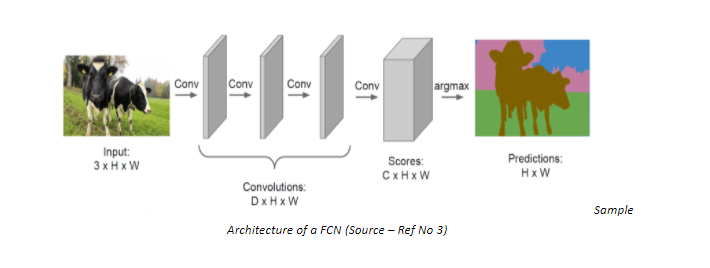 Conv
Conv
Conv
Conv
argmax
Input:
3 x H x W
Convolutions:
D x H x W
Scores:
C x H x W
Predictions:
H x W
Sample
Architecture of a FCN (Source – Ref No 3)